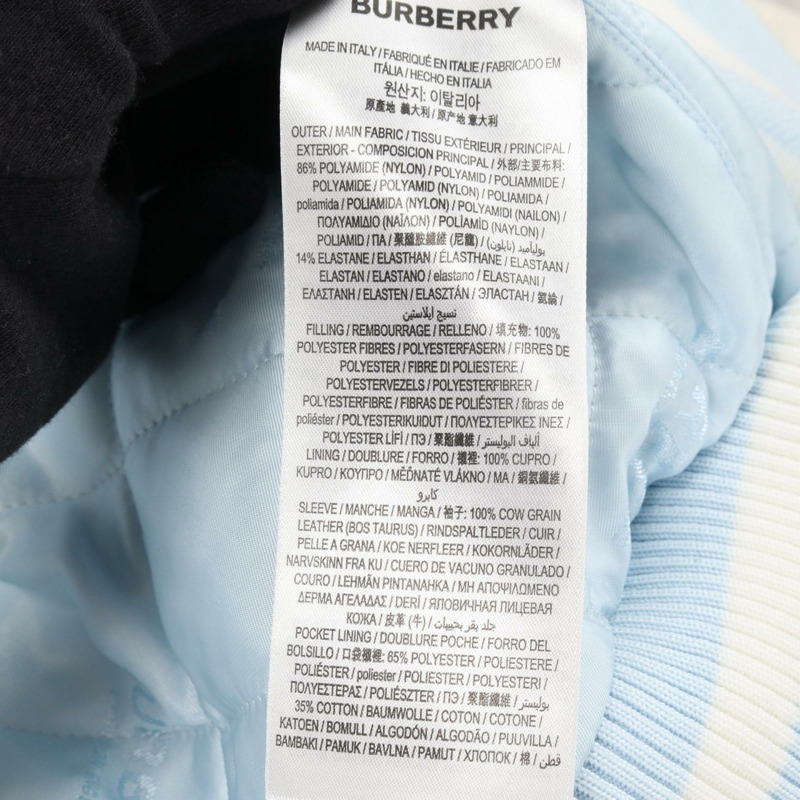 BURBERRY
MADE IN ITALY / FABRIQUÉ EN ITALIE / FABRICADO EM
ITÁLIA / HECHO EN ITALIA
원산지: 이탈리아
原產地 義大利 / 原产地 意大利
OUTER / MAIN FABRIC / TISSU EXTÉRIEUR / PRINCIPAL /
EXTERIOR - COMPOSICION PRINCIPAL / 外部/主要布料:
86% POLYAMIDE (NYLON) / POLYAMID / POLIAMMIDE /
POLYAMIDE / POLYAMID (NYLON) / POLIAMIDA /
poliamida / POLIAMIDA (NYLON) / POLYAMIDI (NAILON) /
ΠΟΛΥΑΜΙΔΙΟ (ΝΑΪΛΟΝ) / POLİAMİD (NAYLON) /
POLIAMID / ПА / 聚醯胺纖維 (尼龍) / بوليأميد (نايلون)
14% ELASTANE / ELASTHAN / ÉLASTHANE / ELASTAAN /
ELASTAN / ELASTANO / elastano / ELASTAANI /
ΕΛΑΣΤΑΝΗ / ELASTEN / ELASZTÁN / ЭЛАСТАН / 氨綸 /
نسيج ايلاستين
FILLING / REMBOURRAGE / RELLENO / 填充物: 100%
POLYESTER FIBRES / POLYESTERFASERN / FIBRES DE
POLYESTER / FIBRE DI POLIESTERE /
POLYESTERVEZELS / POLYESTERFIBRER /
POLYESTERFIBRE / FIBRAS DE POLIÉSTER / fibras de
poliéster / POLYESTERIKUIDUT / ΠΟΛΥΕΣΤΕΡΙΚΕΣ ΙΝΕΣ /
POLYESTER LİFİ / ПЭ / 聚酯纖維 / ألياف البوليستر
LINING / DOUBLURE / FORRO / 襯裡: 100% CUPRO /
KUPRO / ΚΟΥΠΡΟ / MĚĎNATÉ VLÁKNO / MA / 銅氨纖維 /
كابرو
SLEEVE / MANCHE / MANGA / 袖子: 100% COW GRAIN
LEATHER (BOS TAURUS) / RINDSPALTLEDER / CUIR /
PELLE A GRANA / KOE NERFLEER / KOKORNLÄDER /
NARVSKINN FRA KU / CUERO DE VACUNO GRANULADO /
COURO / LEHMÄN PINTANAHKA / ΜΗ ΑΠΟΨΙΛΩΜΕΝΟ
ΔΕΡΜΑ ΑΓΕΛΑΔΑΣ / DERİ / ЯЛОВИЧНАЯ ЛИЦЕВАЯ
КОЖА / 皮革 (牛) / جلد بقر بحبيبات
POCKET LINING / DOUBLURE POCHE / FORRO DEL
BOLSILLO / 口袋襯裡: 65% POLYESTER / POLIESTERE /
POLIÉSTER / poliester / POLIESTER / POLYESTERI /
ΠΟΛΥΕΣΤΕΡΑΣ / POLIÉSZTER / ПЭ / 聚酯纖維 / بوليستر
35% COTTON / BAUMWOLLE / COTON / COTONE /
KATOEN / BOMULL / ALGODÓN / ALGODÃO / PUUVILLA /
ΒΑΜΒΑΚΙ / PAMUK / BAVLNA / PAMUT / ХЛОПОК / 棉 / قطن